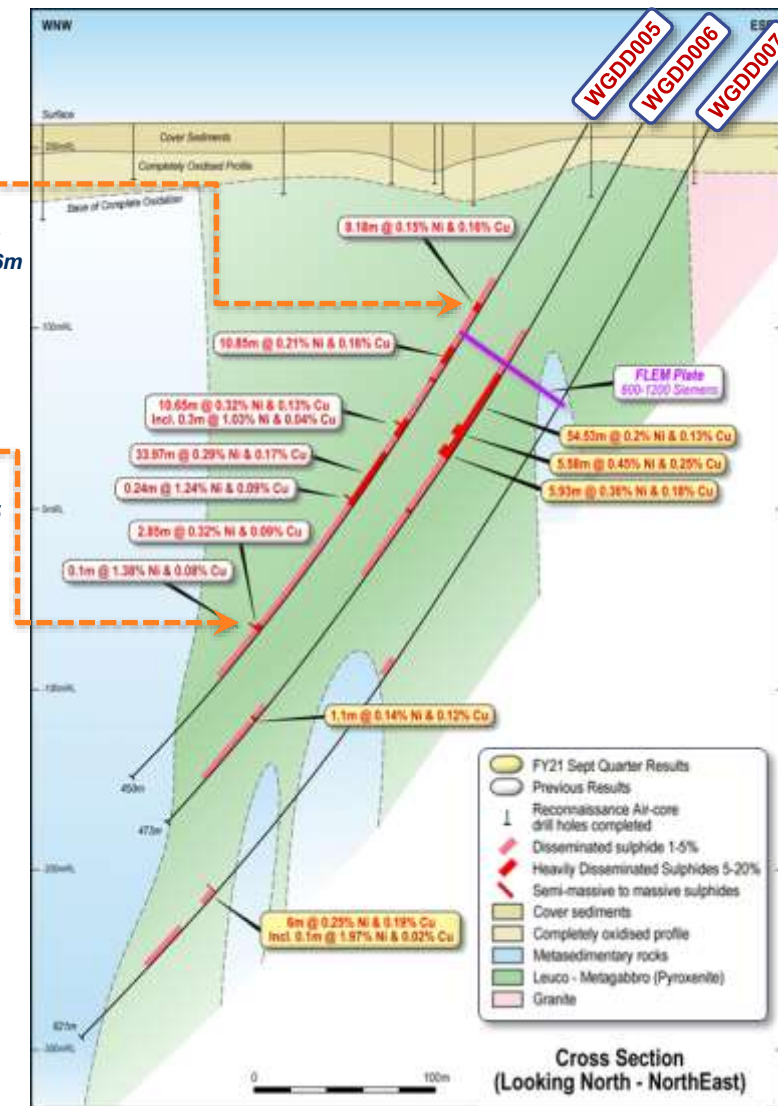 WNW
ESE
WGDD005
WGDD006
WGDD007
Surface
200mRL
Cover Sediments
Completely Oxidised Profile
Base of Complete Oxidation
6m
8.18m @ 0.15% Ni & 0.16% Cu
100mRL
10.85m @ 0.21% Ni & 0.16% Cu
FLEM Plate
600-1200 Siemens
10.65m @ 0.32% Ni & 0.13% Cu
Incl. 0.3m @ 1.03% Ni & 0.04% Cu
54.53m @ 0.2% Ni & 0.13% Cu
33.97m @ 0.29% Ni & 0.17% Cu
5.58m @ 0.45% Ni & 0.25% Cu
0.24m @ 1.24% Ni & 0.09% Cu
5.93m @ 0.36% Ni & 0.18% Cu
0mRL
2.85m @ 0.32% Ni & 0.09% Cu
0.1m @ 1.38% Ni & 0.08% Cu
-100mRL
1.1m @ 0.14% Ni & 0.12% Cu
450m
473m
FY21 Sept Quarter Results
Previous Results
Reconnaissance Air-core
drill holes completed
Disseminated sulphide 1-5%
Heavily Disseminated Sulphides 5-20%
Semi-massive to massive sulphides
Cover sediments
Completely oxidised profile
Metasedimentary rocks
Leuco - Metagabbro (Pyroxenite)
Granite
-200mRL
6m @ 0.25% Ni & 0.19% Cu
Incl. 0.1m @ 1.97% Ni & 0.02% Cu
621m
-300mRL
0
100m
Cross Section
(Looking North - NorthEast)